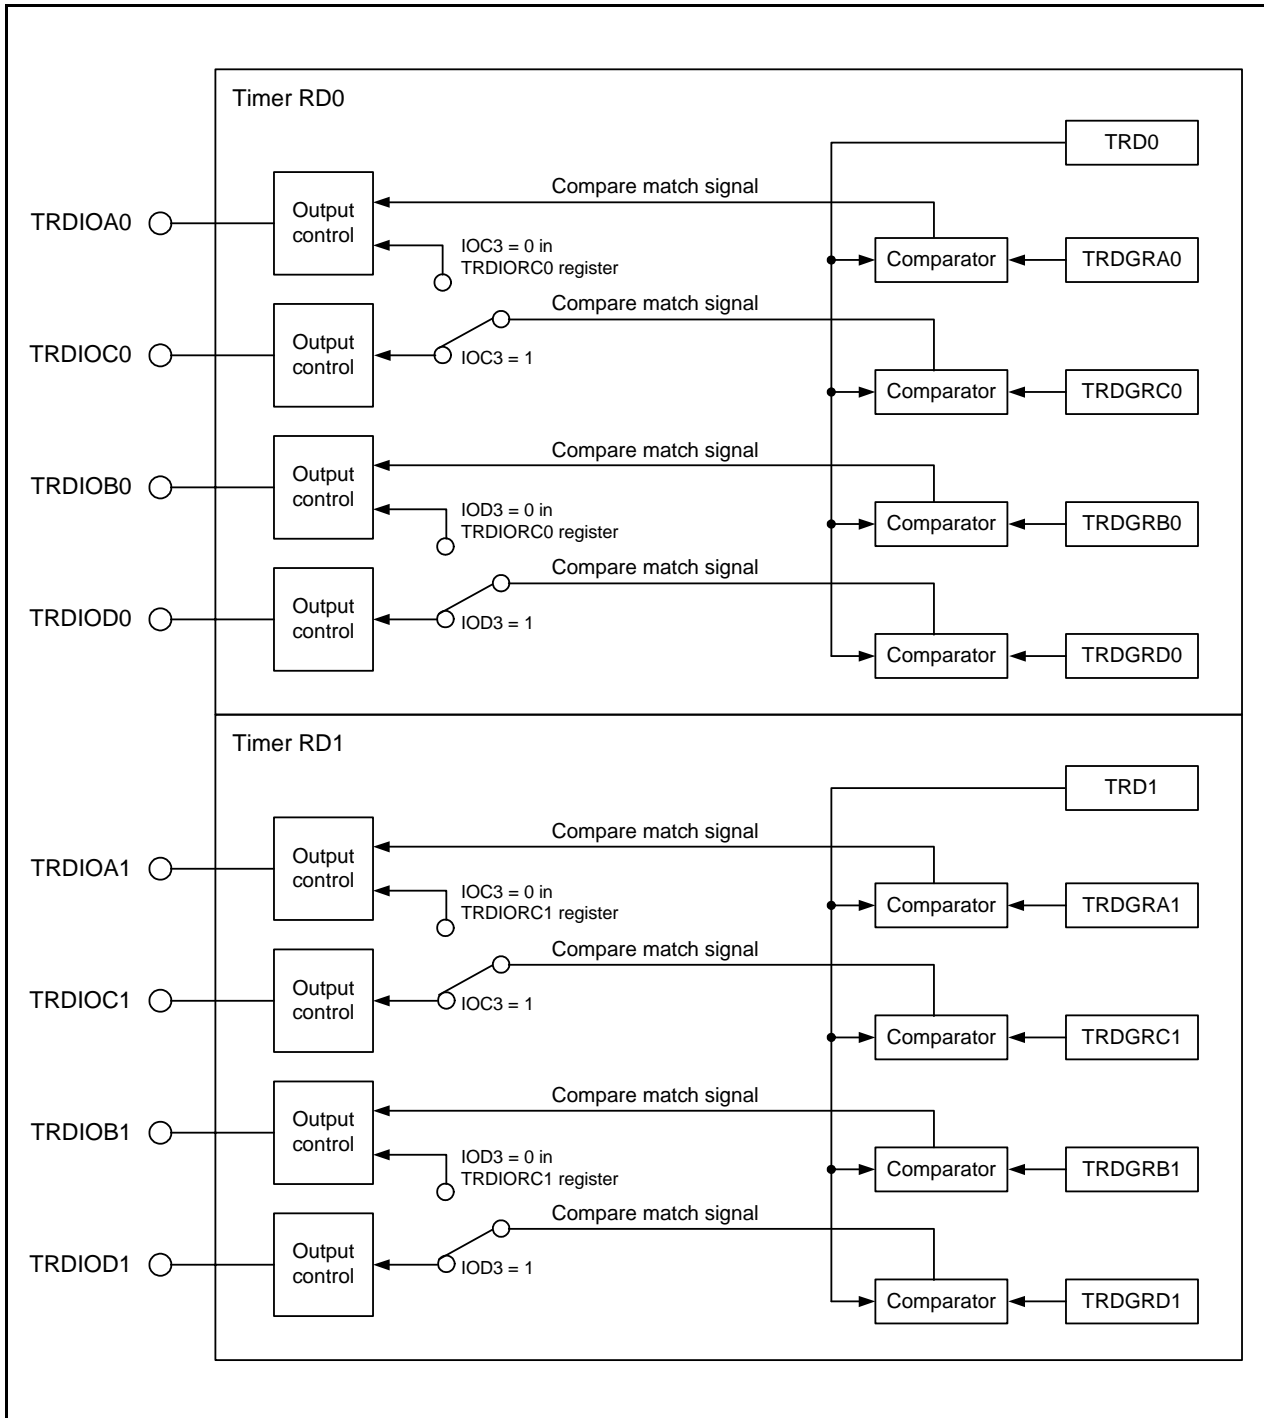 Timer RD0
TRD0
Compare match signal
TRDIOA0
Output
control
IOC3 = 0 in
TRDIORC0 register
Comparator
TRDGRA0
Compare match signal
TRDIOC0
Output
control
IOC3 = 1
Comparator
TRDGRC0
Compare match signal
TRDIOB0
Output
control
IOD3 = 0 in
TRDIORC0 register
Comparator
TRDGRB0
Compare match signal
TRDIOD0
Output
control
IOD3 = 1
Comparator
TRDGRD0
Timer RD1
TRD1
Compare match signal
TRDIOA1
Output
control
IOC3 = 0 in
TRDIORC1 register
Comparator
TRDGRA1
Compare match signal
TRDIOC1
Output
control
IOC3 = 1
Comparator
TRDGRC1
Compare match signal
TRDIOB1
Output
control
IOD3 = 0 in
TRDIORC1 register
Comparator
TRDGRB1
Compare match signal
TRDIOD1
Output
control
IOD3 = 1
Comparator
TRDGRD1